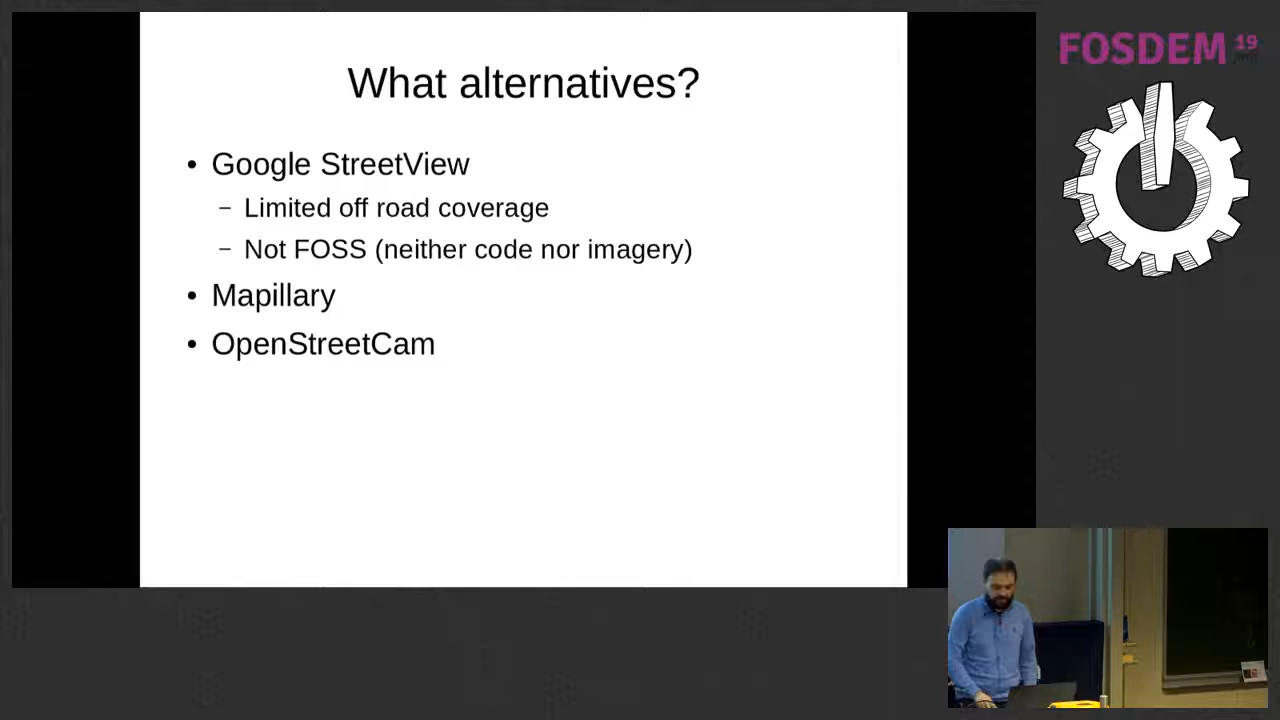 What alternatives?
• Google StreetView
– Limited off road coverage
– Not FOSS (neither code nor imagery)
• Mapillary
• OpenStreetCam
FOSDEM 19